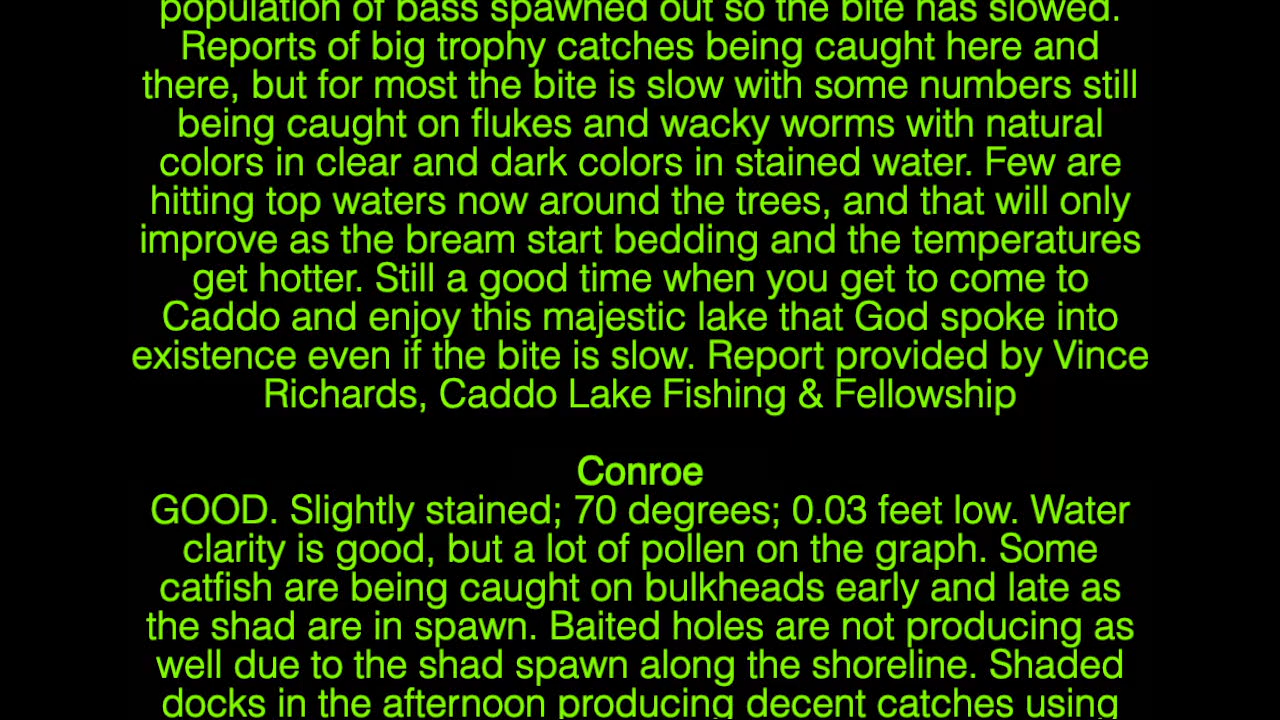 population of bass spawned out so the bite has slowed.
Reports of big trophy catches being caught here and
there, but for most the bite is slow with some numbers still
being caught on flukes and wacky worms with natural
colors in clear and dark colors in stained water. Few are
hitting top waters now around the trees, and that will only
improve as the bream start bedding and the temperatures
get hotter. Still a good time when you get to come to
Caddo and enjoy this majestic lake that God spoke into
existence even if the bite is slow. Report provided by Vince
Richards, Caddo Lake Fishing & Fellowship
Conroe
GOOD. Slightly stained; 70 degrees; 0.03 feet low. Water
clarity is good, but a lot of pollen on the graph. Some
catfish are being caught on bulkheads early and late as
the shad are in spawn. Baited holes are not producing as
well due to the shad spawn along the shoreline. Shaded
docks in the afternoon producing decent catches using